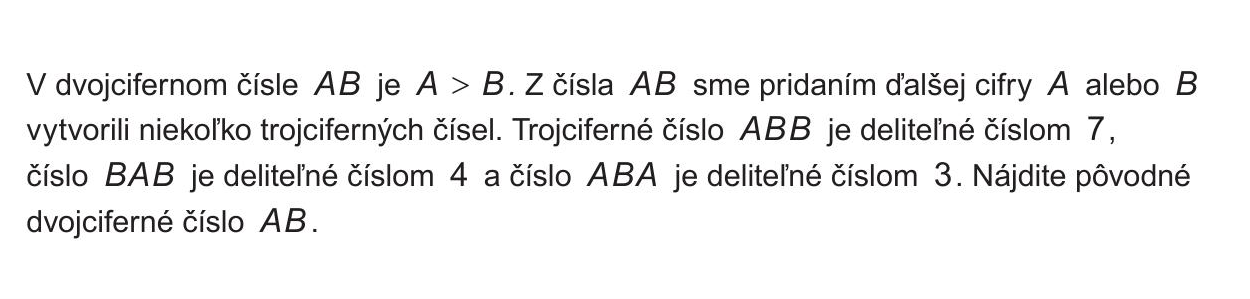 V dvojcifernom čísle AB je A > B. Z čísla AB sme pridaním ďalšej cifry A alebo B
vytvorili niekoľko trojciferných čísel. Trojciferné číslo ABB je deliteľné číslom 7,
číslo BAB je deliteľné číslom 4 a číslo ABA je deliteľné číslom 3. Nájdite pôvodné
dvojciferné číslo AB.